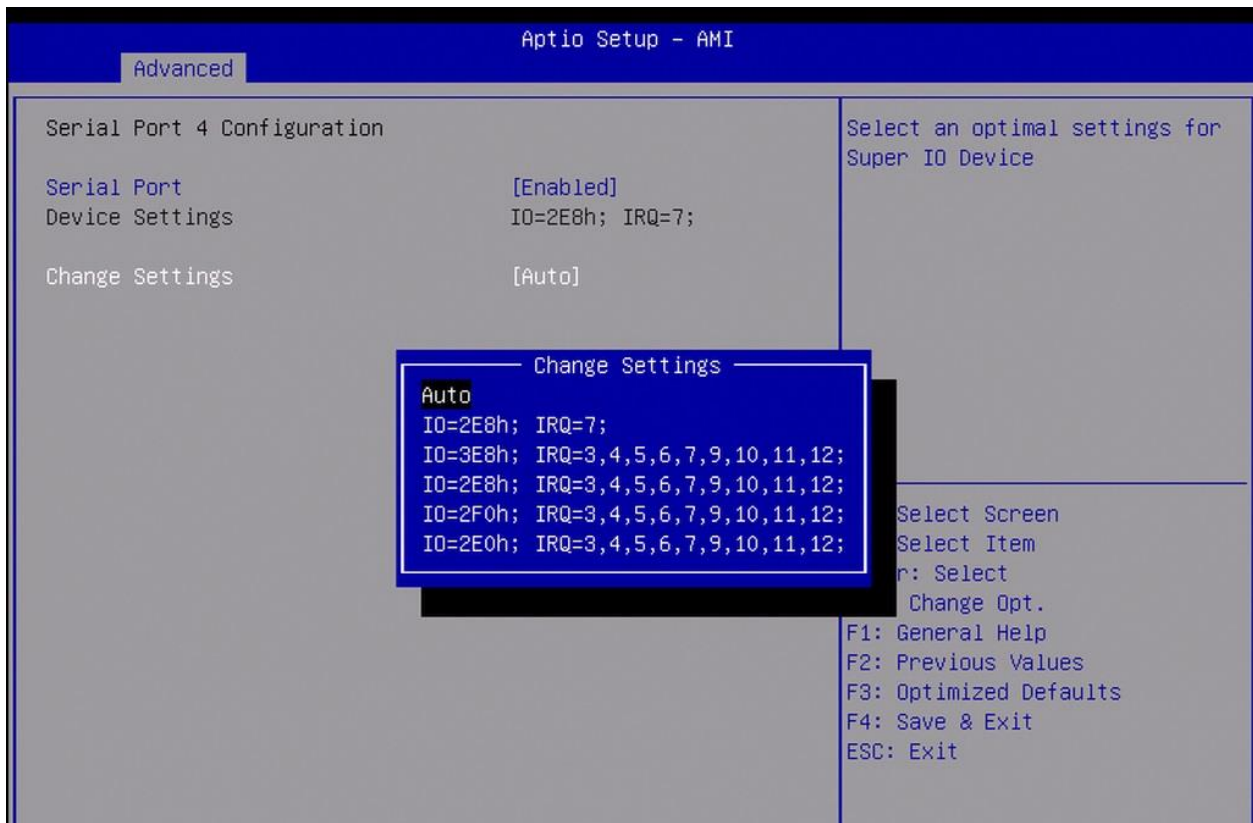 Aptio Setup – AMI
Advanced
Serial Port 4 Configuration
Serial Port [Enabled]
Device Settings IO=2E8h; IRQ=7;
Change Settings [Auto]
Select an optimal settings for
Super IO Device
Change Settings
Auto
IO=2E8h; IRQ=7;
IO=3E8h; IRQ=3,4,5,6,7,9,10,11,12;
IO=2E8h; IRQ=3,4,5,6,7,9,10,11,12;
IO=2F0h; IRQ=3,4,5,6,7,9,10,11,12;
IO=2E0h; IRQ=3,4,5,6,7,9,10,11,12;
Select Screen
Select Item
r: Select
Change Opt.
F1: General Help
F2: Previous Values
F3: Optimized Defaults
F4: Save & Exit
ESC: Exit